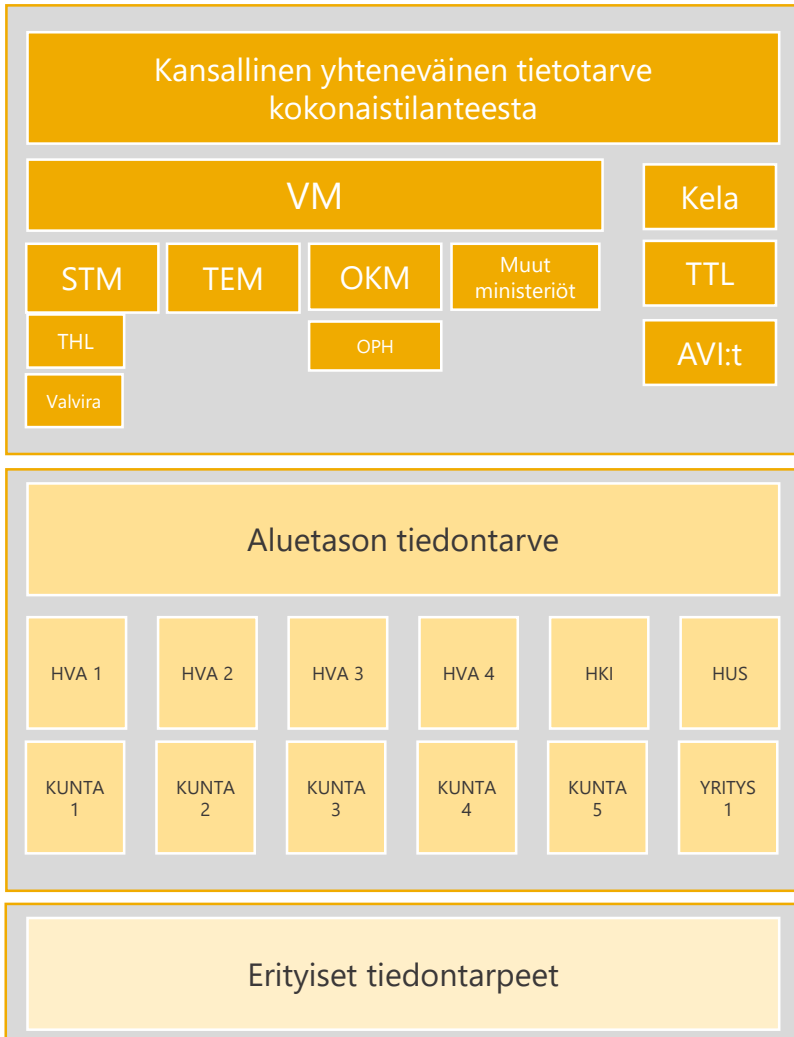 Kansallinen yhteneväinen tietotarve
kokonaistilanteesta
VM
Kela
STM
TEM
OKM
Muut
ministeriöt
TTL
THL
OPH
AVI:t
Valvira
Aluetason tiedontarve
HVA 1
HVA 2
HVA 3
HVA 4
HKI
HUS
KUNTA
1
KUNTA
2
KUNTA
3
KUNTA
4
KUNTA
5
YRITYS
1
Erityiset tiedontarpeet